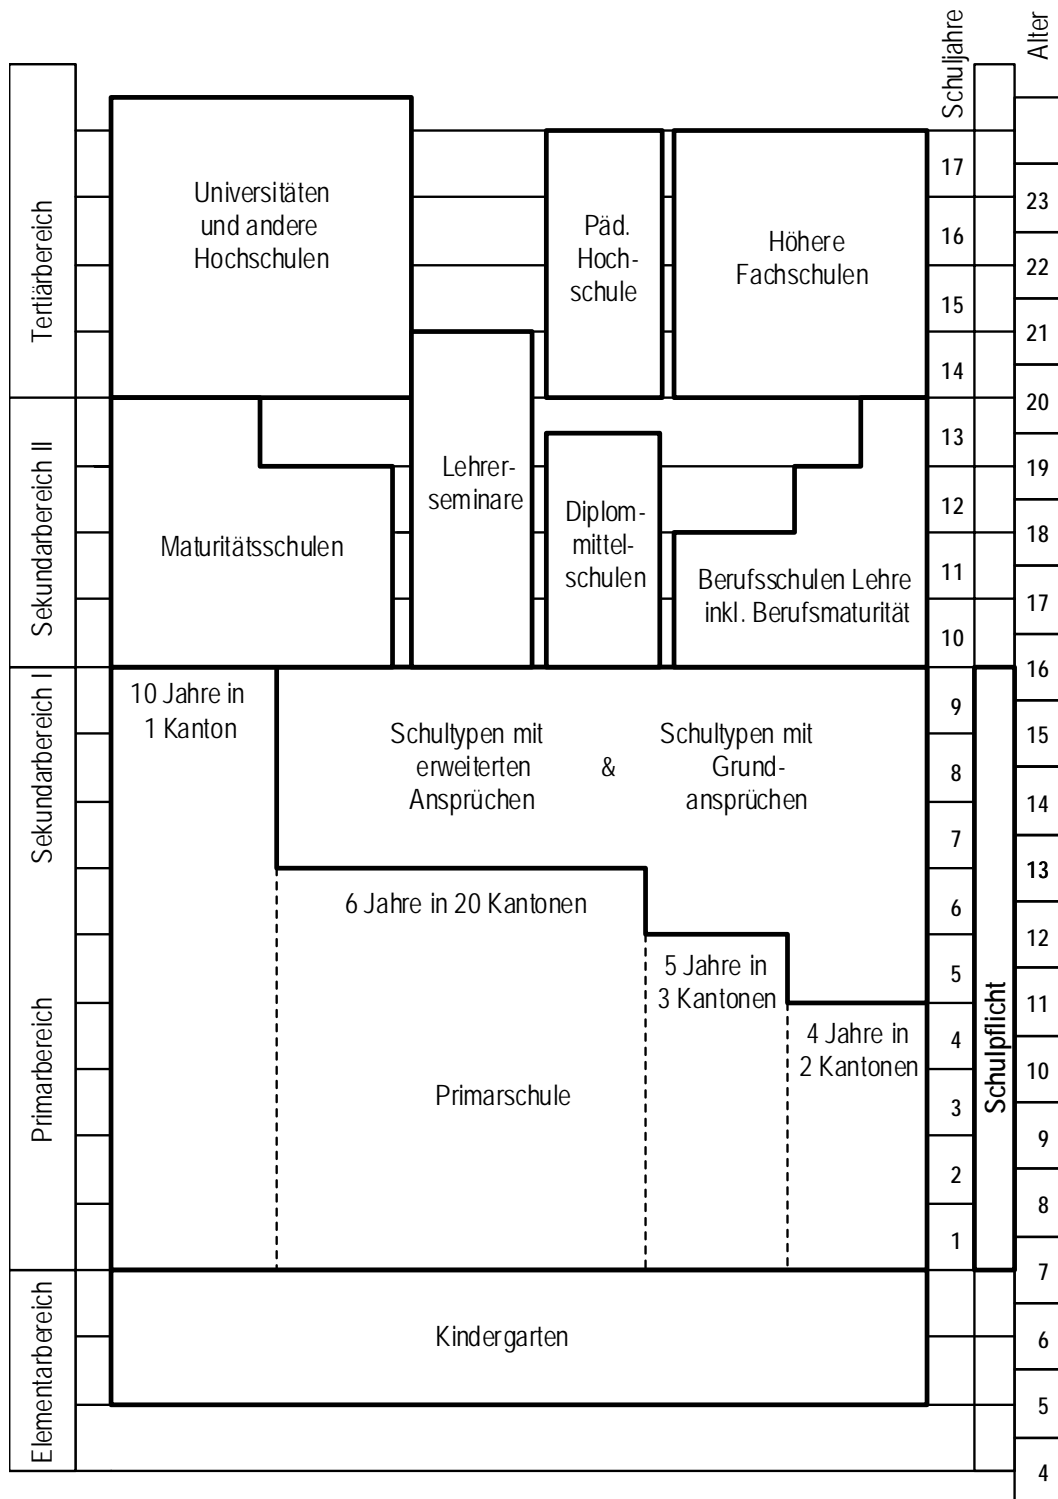 Schuljahre
Alter
Tertiärbereich
Sekundarbereich II
Sekundarbereich I
Primarbereich
Elementarbereich
Universitäten
und andere
Hochschulen
Päd.
Hoch-
schule
Höhere
Fachschulen
Lehrer-
seminare
Maturitätsschulen
Diplom-
mittel-
schulen
Berufsschulen Lehre
inkl. Berufsmaturität
10 Jahre in
1 Kanton
Schultypen mit
erweiterten
Ansprüchen
&
Schultypen mit
Grund-
ansprüchen
6 Jahre in 20 Kantonen
5 Jahre in
3 Kantonen
4 Jahre in
2 Kantonen
Primarschule
Kindergarten
17
16
15
14
13
12
11
10
9
8
7
6
5
4
3
2
1
Schulpflicht
23
22
21
20
19
18
17
16
15
14
13
12
11
10
9
8
7
6
5
4